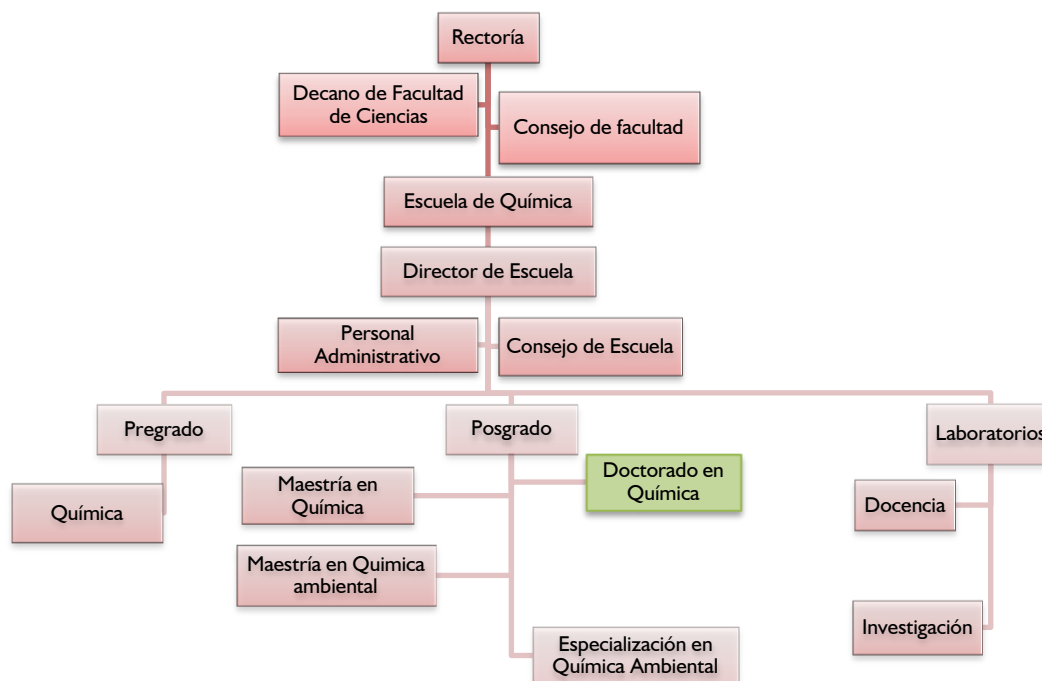 Rectoría
Decano de Facultad
de Ciencias
Consejo de facultad
Escuela de Química
Director de Escuela
Personal
Administrativo
Consejo de Escuela
Pregrado
Posgrado
Laboratorios
Química
Maestría en
Química
Doctorado en
Química
Docencia
Maestría en Quimica
ambiental
Investigación
Especialización en
Química Ambiental